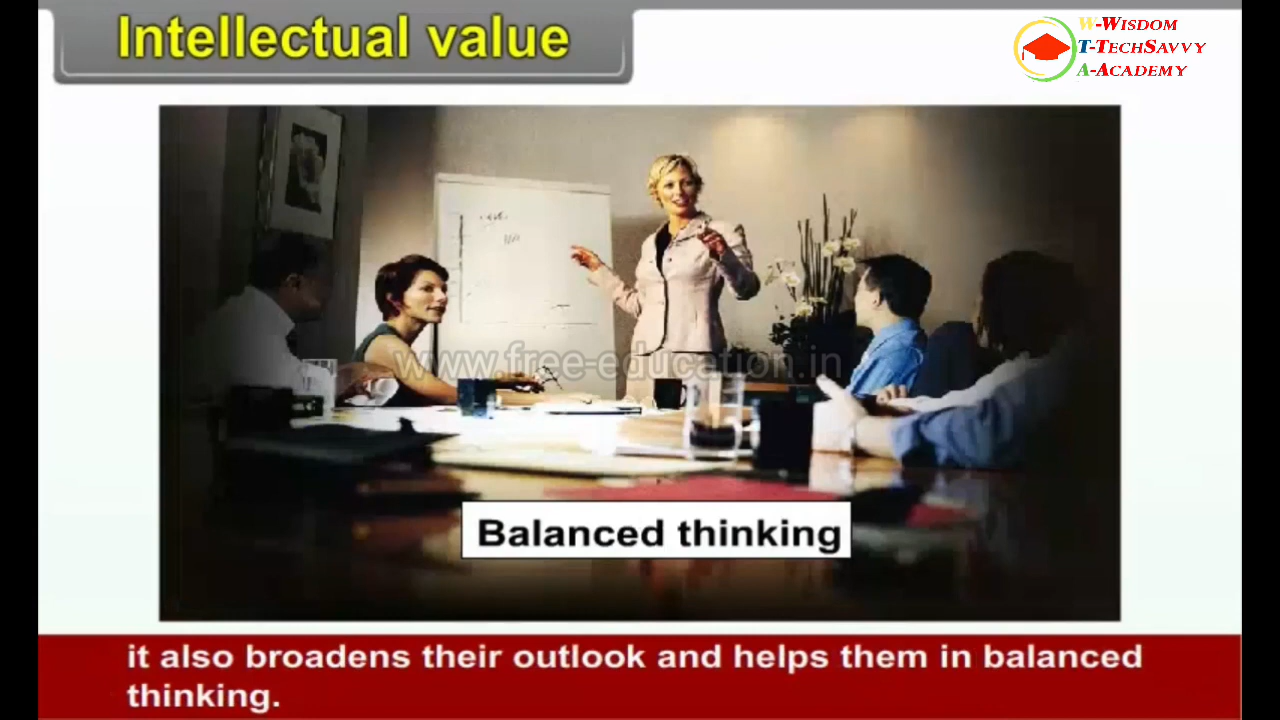 Intellectual value
W-WISDOM
T-TECHSAVVY
A-ACADEMY
www.free-education.in
Balanced thinking
it also broadens their outlook and helps them in balanced
thinking.